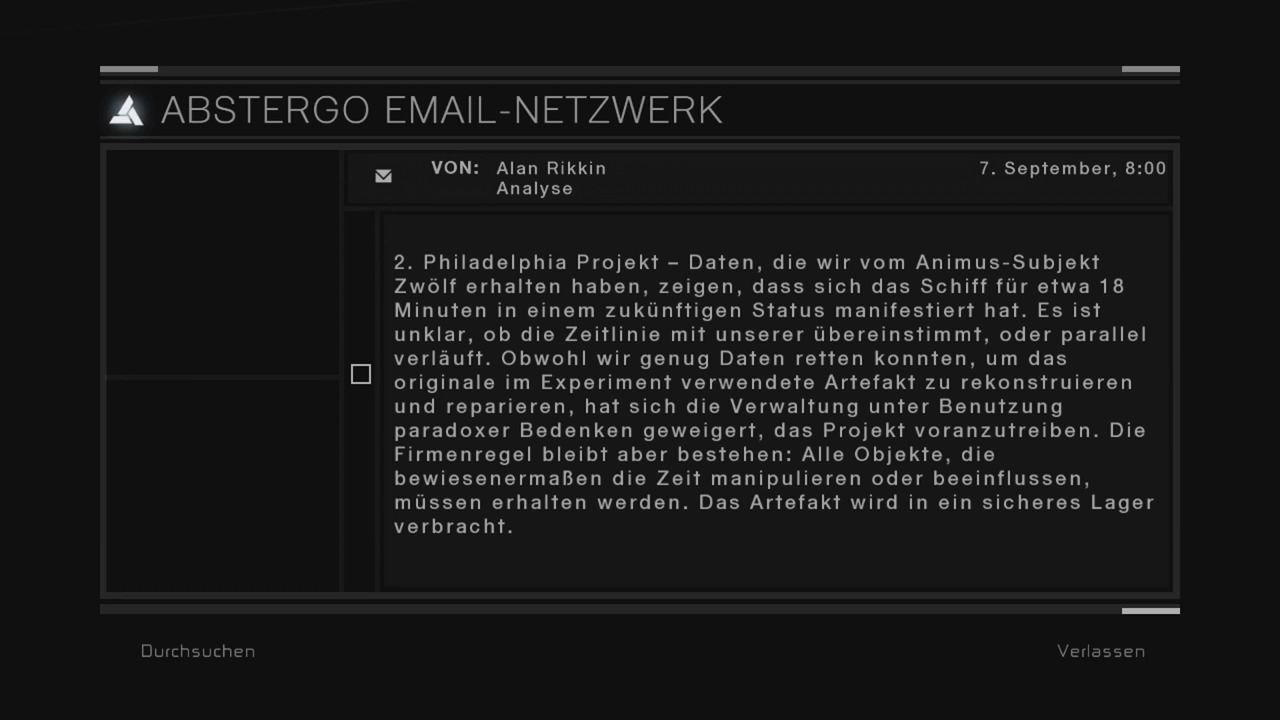 ABSTERGO EMAIL-NETZWERK
VON: Alan Rikkin 7. September, 8:00
Analyse
2. Philadelphia Projekt – Daten, die wir vom Animus-Subjekt
Zwölf erhalten haben, zeigen, dass sich das Schiff für etwa 18
Minuten in einem zukünftigen Status manifestiert hat. Es ist
unklar, ob die Zeitlinie mit unserer übereinstimmt, oder parallel
verläuft. Obwohl wir genug Daten retten konnten, um das
originale im Experiment verwendete Artefakt zu rekonstruieren
und reparieren, hat sich die Verwaltung unter Benutzung
paradoxer Bedenken geweigert, das Projekt voranzutreiben. Die
Firmenregel bleibt aber bestehen: Alle Objekte, die
bewiesenermaßen die Zeit manipulieren oder beeinflussen,
müssen erhalten werden. Das Artefakt wird in ein sicheres Lager
verbracht.
Durchsuchen Verlassen